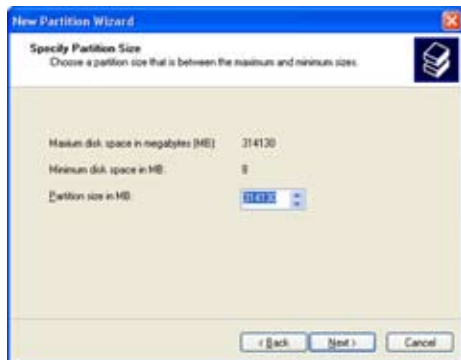 New Partition Wizard
Specify Partition Size
Choose a partition size that is between the maximum and minimum sizes.
Maxium disk space in megabytes (MB): 314130
Minimum disk space in MB: 8
Partition size in MB: 314130
< Back Next > Cancel